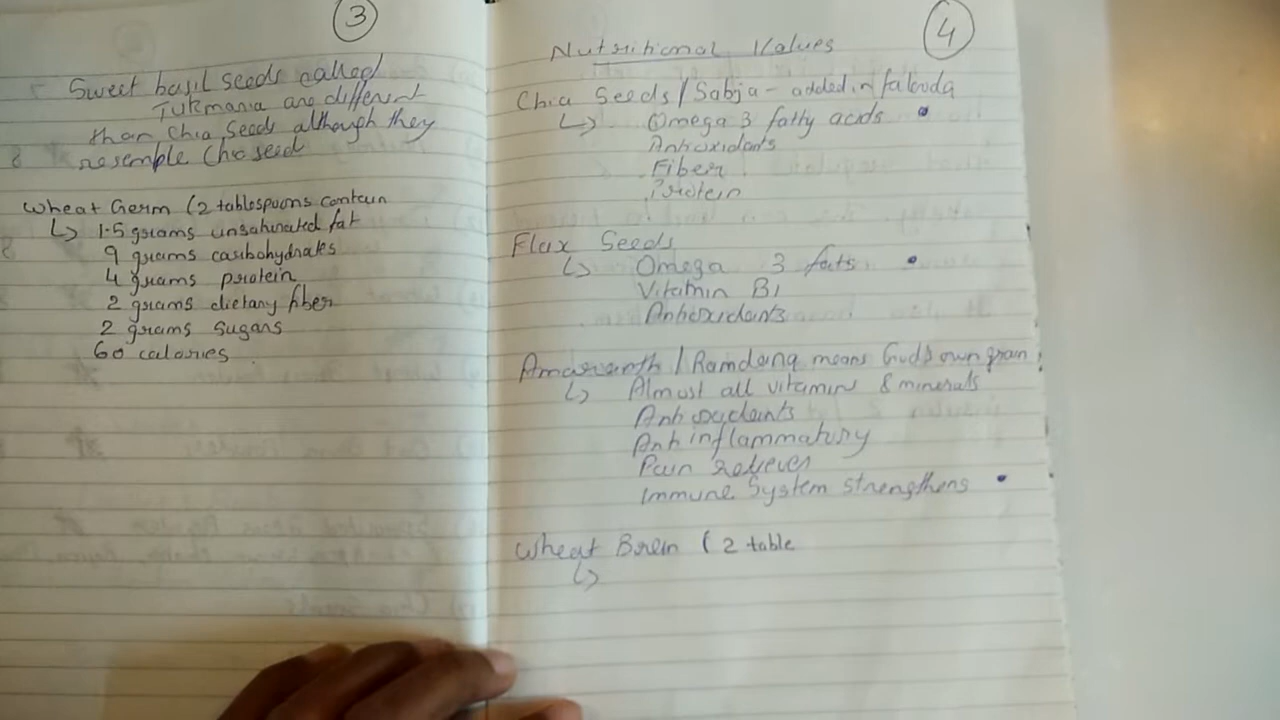 3
Sweet basil seeds called
Tukmaria are different
than Chia Seeds although they
resemble Chia seed
Wheat Germ (2 tablespoons contain
↳ 1.5 grams unsaturated fat
9 grams carbohydrates
4 grams protein
2 grams dietary fiber
2 grams sugars
60 calories
4
Nutritional Values
Chia Seeds / Sabja - added in falouda
↳ Omega 3 fatty acids •
Antioxidants
Fiber
Protein
Flax Seeds
↳ Omega 3 fats •
Vitamin B1
Antioxidants
Amaranth / Ramdana means God's own grain
↳ Almost all vitamins & minerals
Antioxidants
Anti inflammatory
Pain reliever
Immune System strengthens •
Wheat Bran (2 table
↳